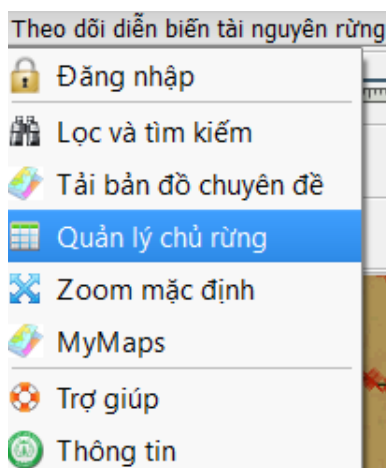 Theo dõi diễn biến tài nguyên rừng
Đăng nhập
Lọc và tìm kiếm
Tải bản đồ chuyên đề
Quản lý chủ rừng
Zoom mặc định
MyMaps
Trợ giúp
Thông tin